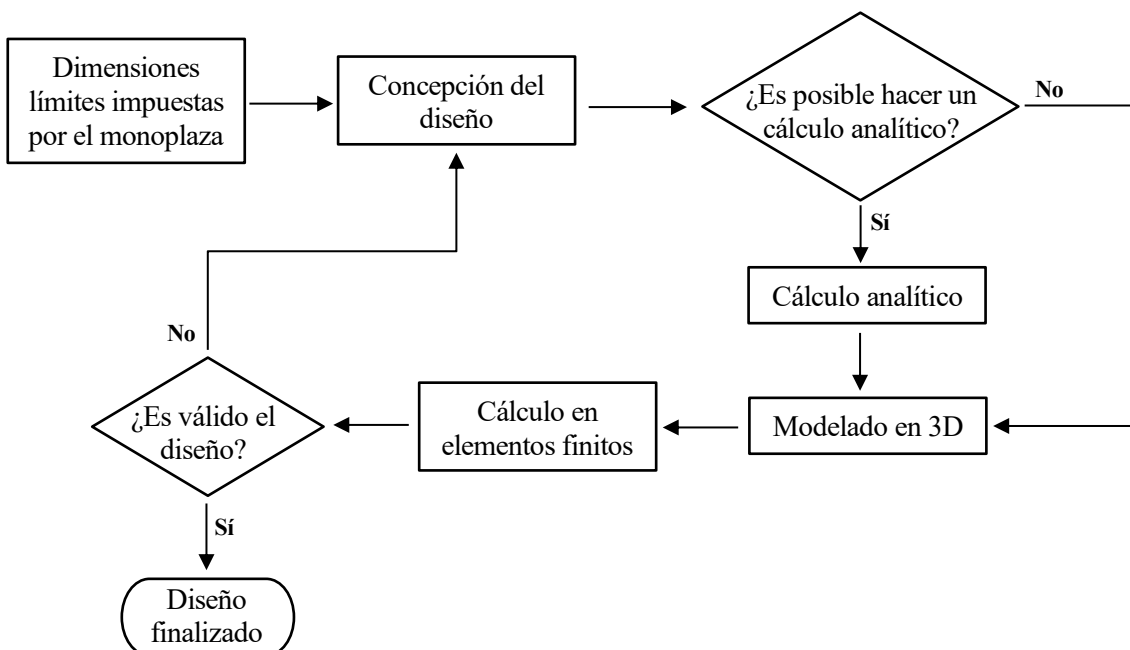 Dimensiones
límites impuestas
por el monoplaza
Concepción del
diseño
¿Es posible hacer un
cálculo analítico?
No
Sí
Cálculo analítico
Modelado en 3D
Cálculo en
elementos finitos
¿Es válido el
diseño?
No
Sí
Diseño
finalizado